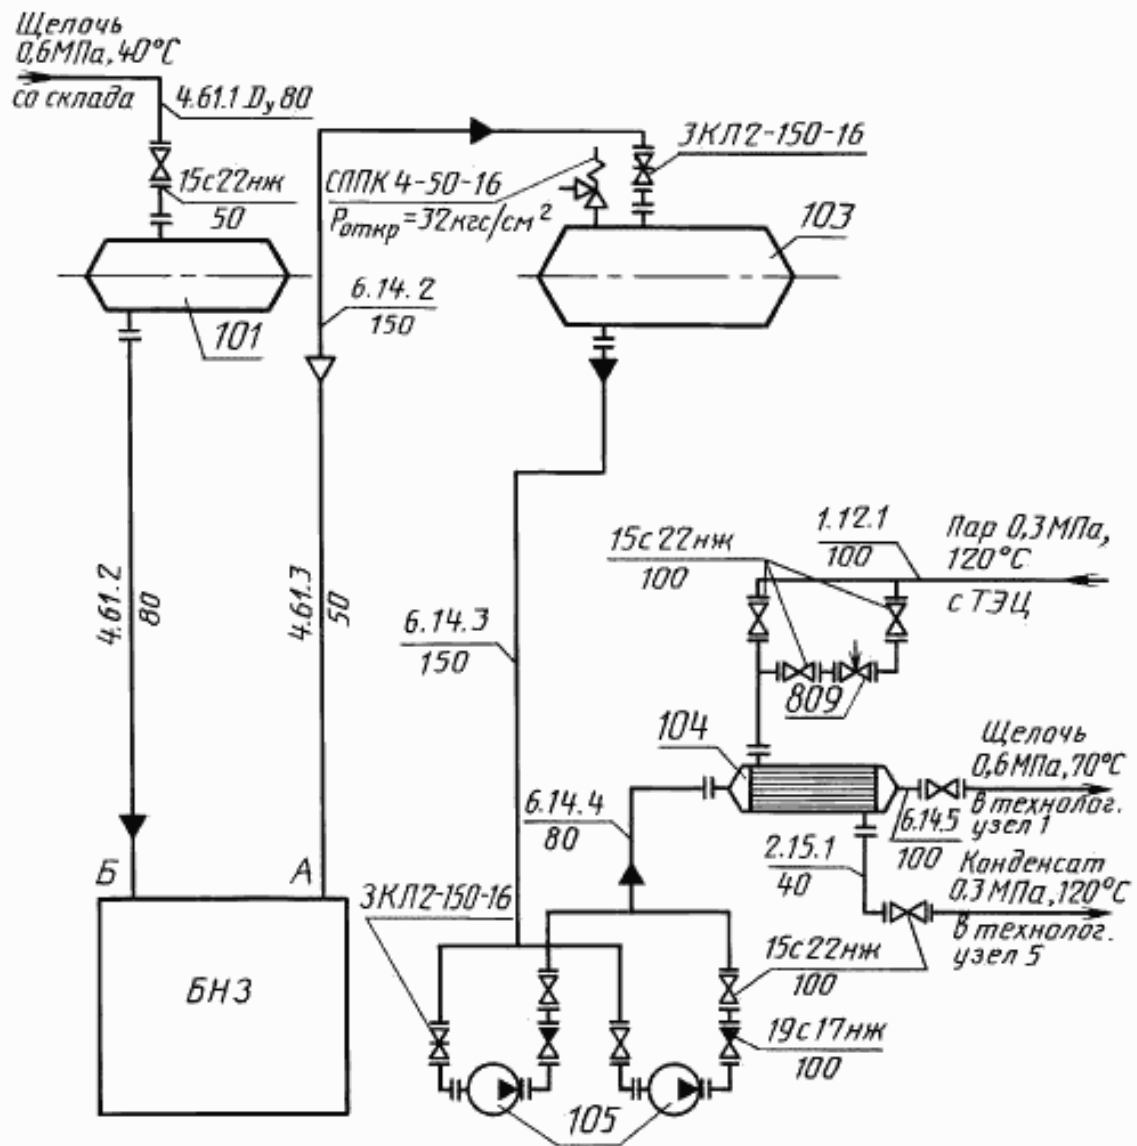 Щелочь
0,6МПа, 40°С
со склада
4.61.1 Dу 80
15с22нж
50
101
СППК 4-50-16
Pоткр=32кгс/см²
3КЛ2-150-16
103
6.14.2
150
4.61.2
80
4.61.3
50
6.14.3
150
15с22нж
100
1.12.1
100
Пар 0,3МПа,
120°С
с ТЭЦ
809
104
Щелочь
0,6МПа,70°С
в технолог.
узел 1
6.14.5
100
6.14.4
80
2.15.1
40
Конденсат
0.3 МПа,120°С
в технолог.
узел 5
Б
А
БНЗ
3КЛ2-150-16
15с22нж
100
19с17нж
100
105